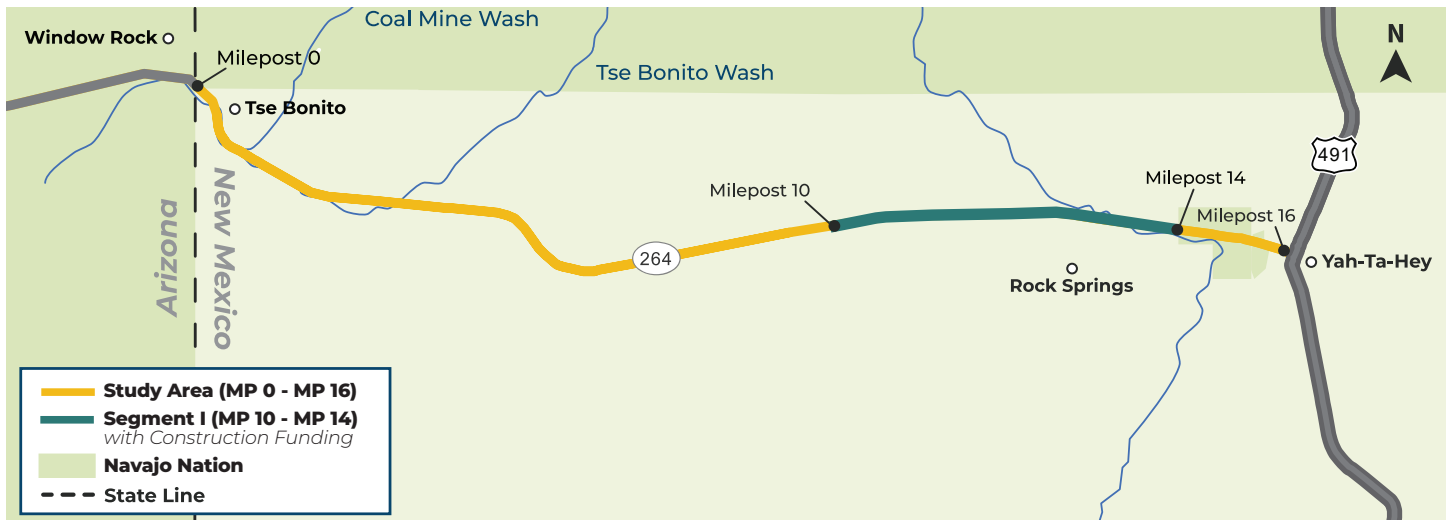 Coal Mine Wash
Window Rock
N
Milepost 0
Tse Bonito Wash
Tse Bonito
491
Milepost 14
Milepost 10
Milepost 16
Arizona
New Mexico
264
Yah-Ta-Hey
Rock Springs
Study Area (MP 0 - MP 16)
Segment I (MP 10 - MP 14)
with Construction Funding
Navajo Nation
State Line